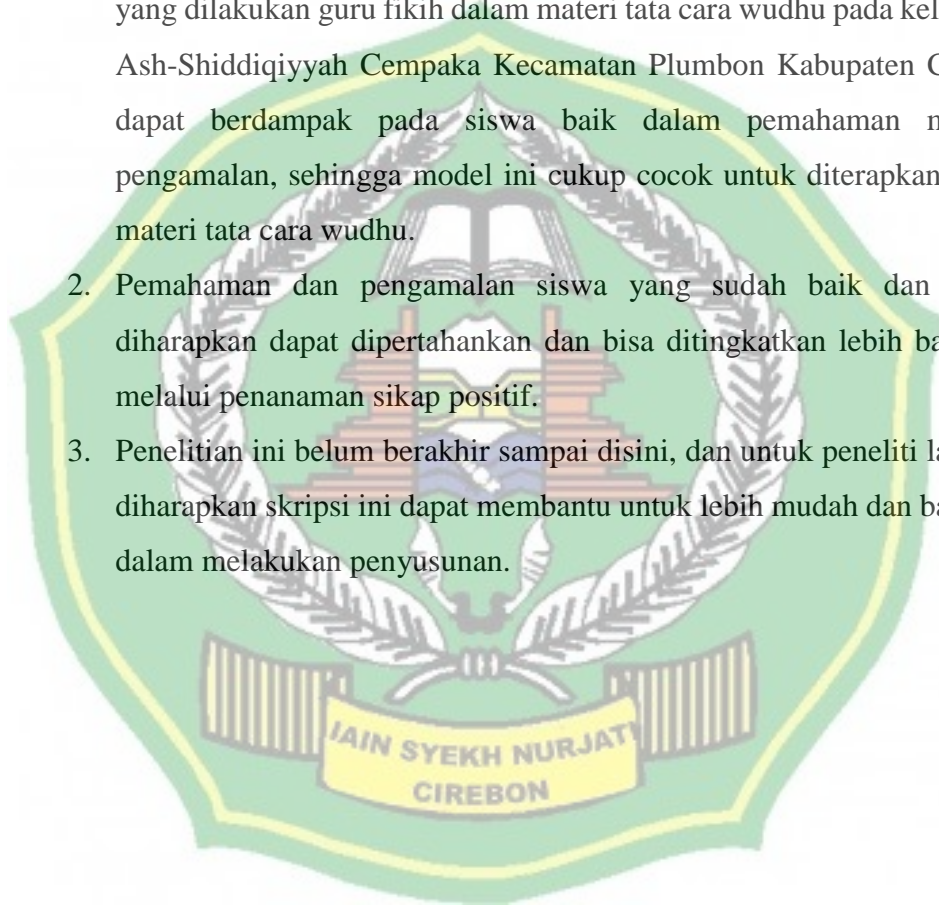 yang dilakukan guru fikih dalam materi tata cara wudhu pada
Ash-Shiddiqiyyah Cempaka Kecamatan Plumbon Kabupaten
dapat berdampak pada siswa baik dalam pemahaman
pengamalan, sehingga model ini cukup cocok untuk diterapkan
materi tata cara wudhu.
2. Pemahaman dan pengamalan siswa yang sudah baik dan
diharapkan dapat dipertahankan dan bisa ditingkatkan lebih
melalui penanaman sikap positif.
3. Penelitian ini belum berakhir sampai disini, dan untuk peneliti
diharapkan skripsi ini dapat membantu untuk lebih mudah dan
dalam melakukan penyusunan.
IAIN SYEKH NURJATI
CIREBON